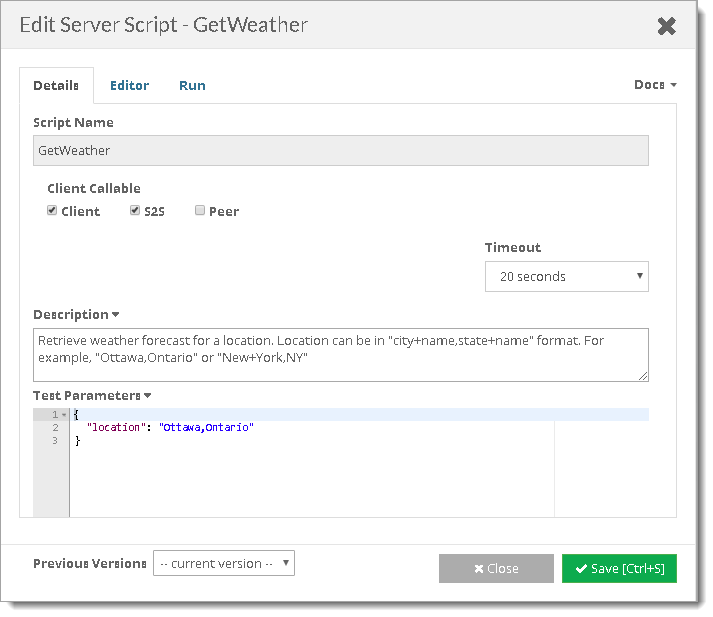 Edit Server Script - GetWeather
Details Editor Run Docs
Script Name
GetWeather
Client Callable
Client S2S Peer
Timeout
20 seconds
Description
Retrieve weather forecast for a location. Location can be in "city+name,state+name" format. For
example, "Ottawa,Ontario" or "New+York,NY"
Test Parameters
1 {
2 "location": "Ottawa,Ontario"
3 }
Previous Versions -- current version -- Close Save [Ctrl+S]